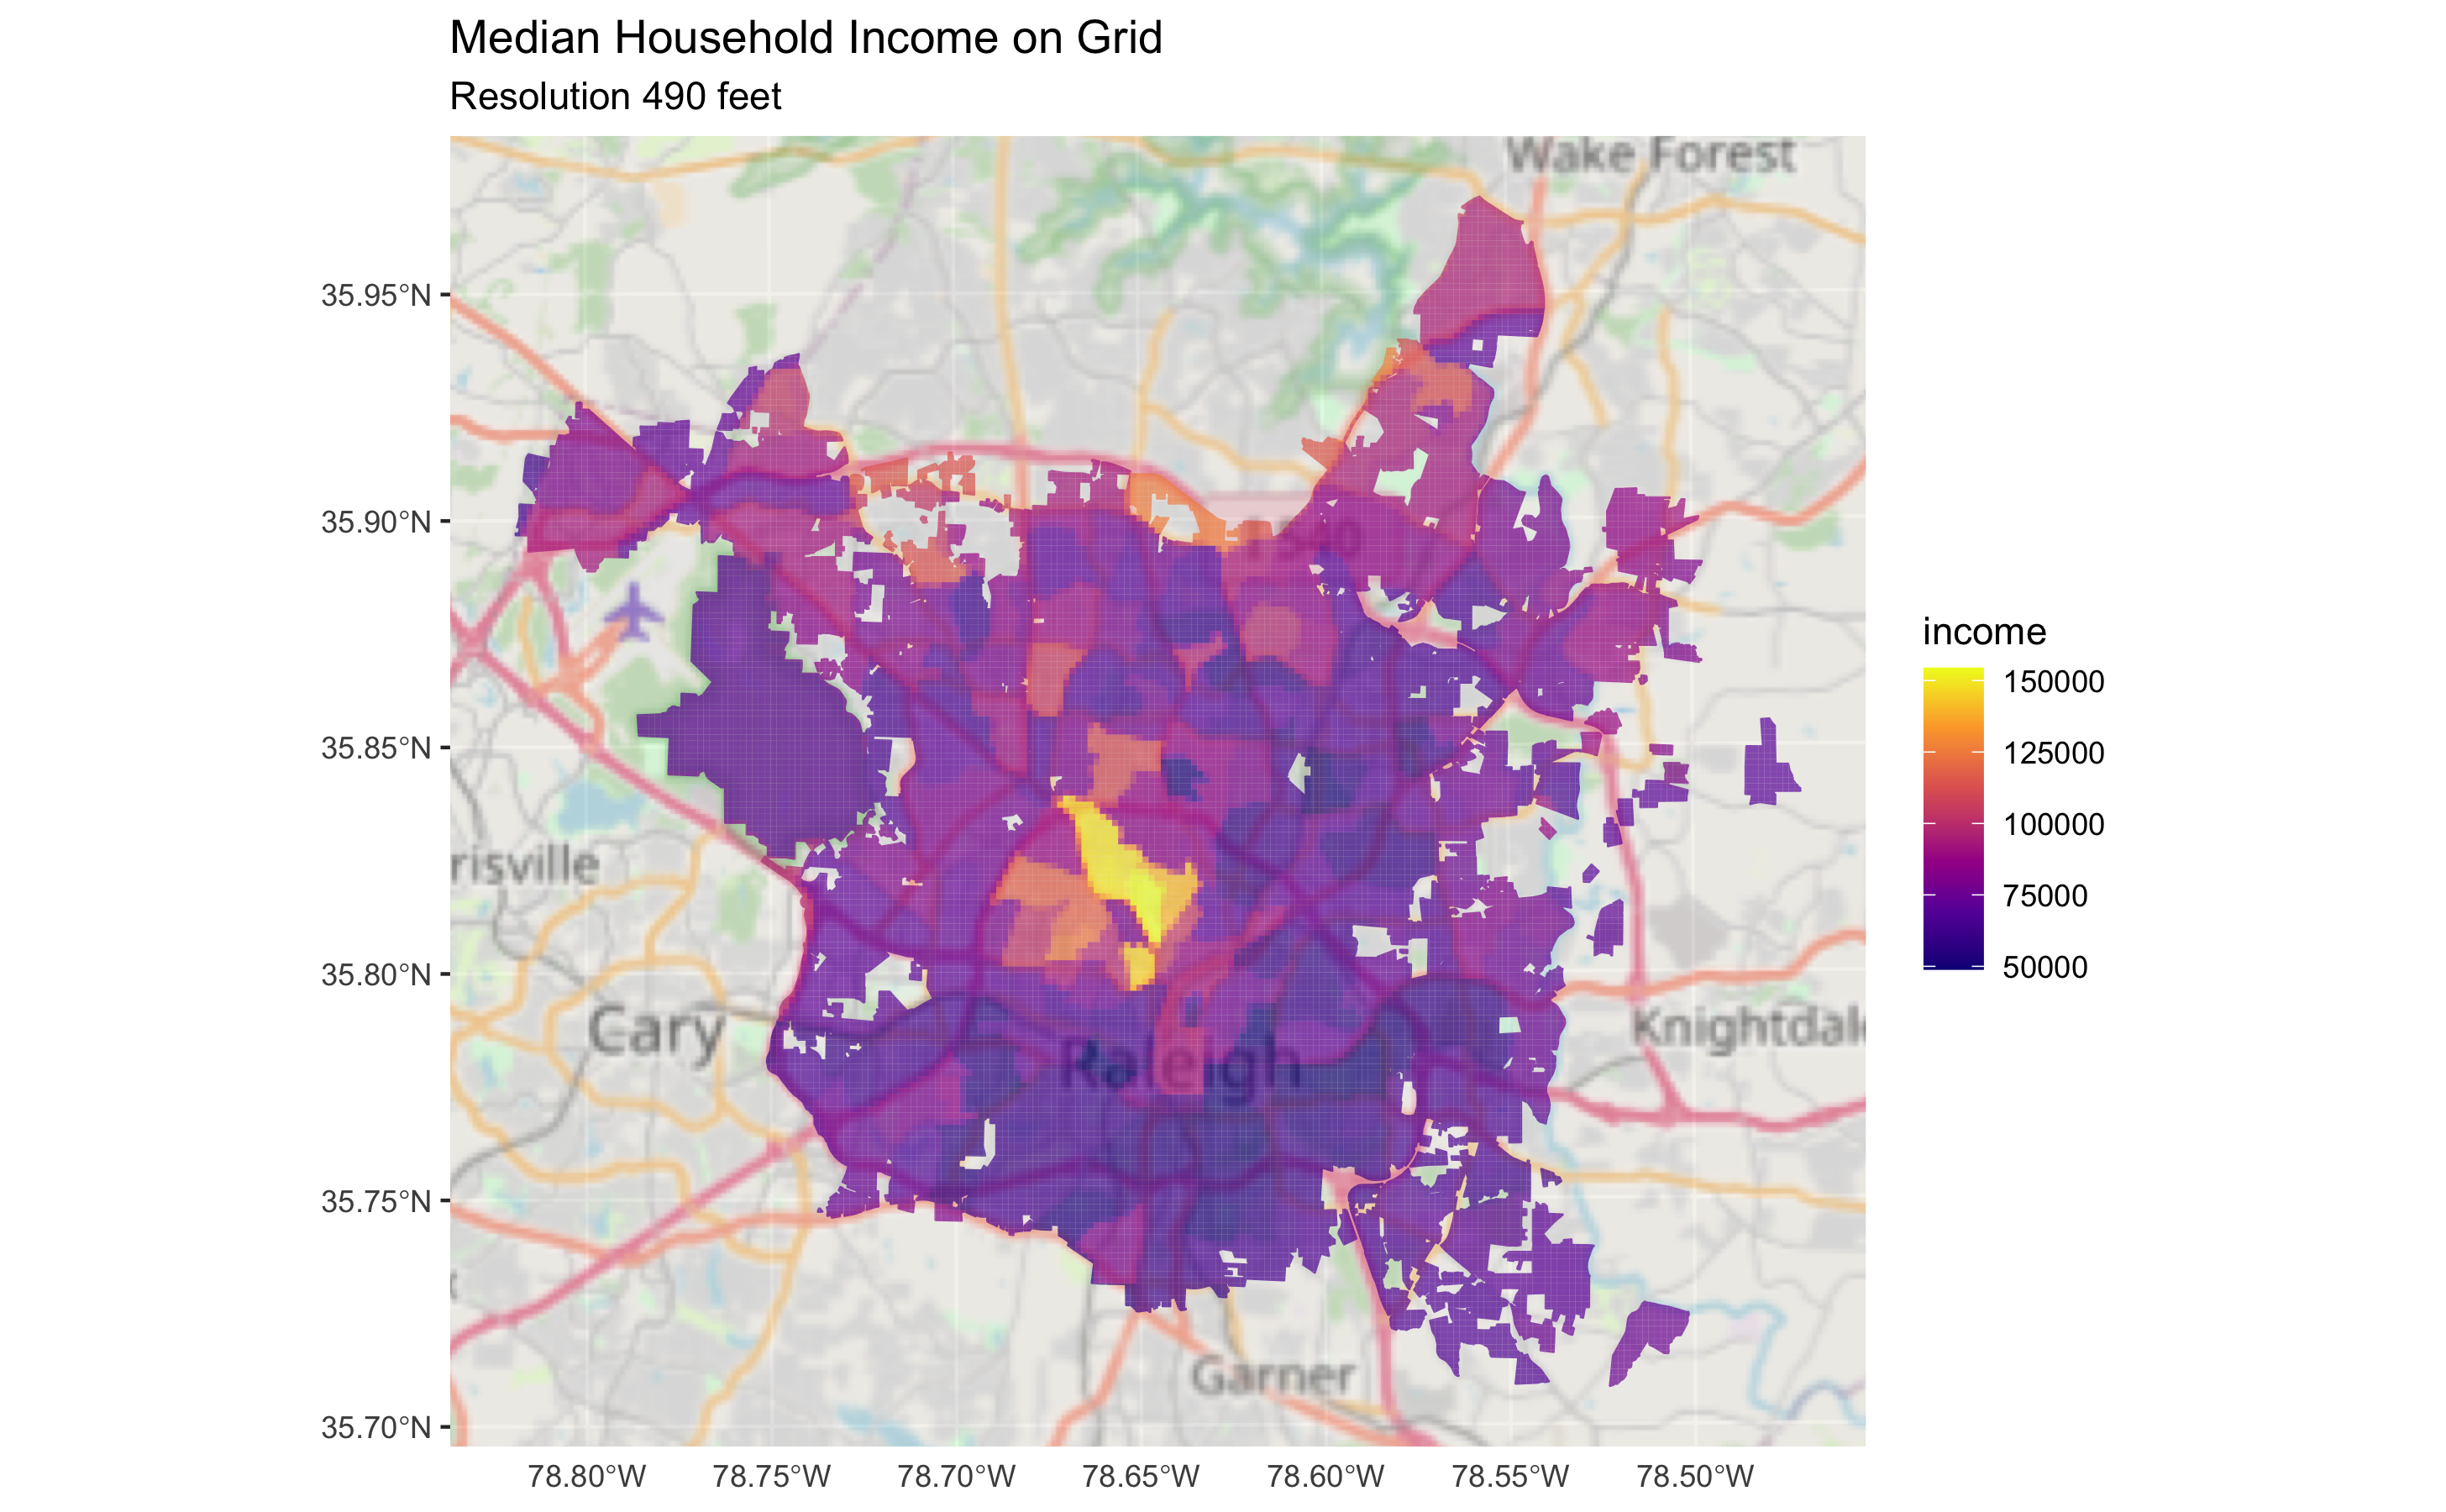 Median Household Income on Grid
Resolution 490 feet
Wake Forest
35.95°N
35.90°N
35.85°N
35.80°N
35.75°N
35.70°N
risville
Cary
Raleigh
Knightdale
Garner
income
150000
125000
100000
75000
50000
78.80°W
78.75°W
78.70°W
78.65°W
78.60°W
78.55°W
78.50°W